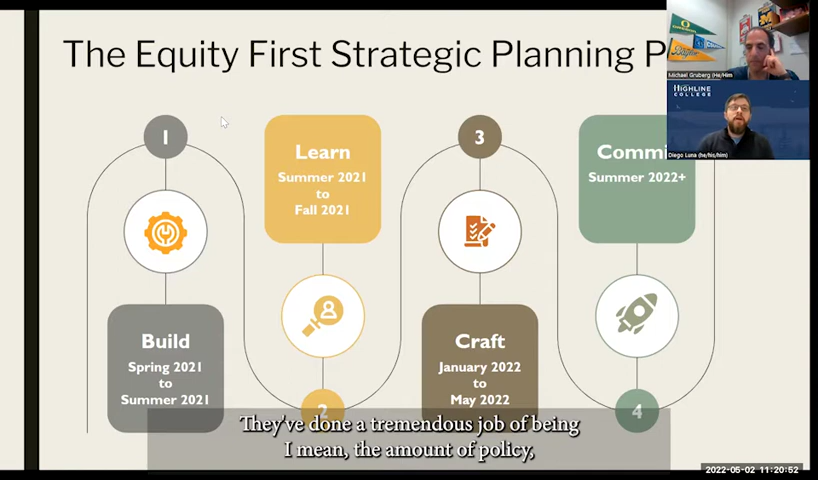 The Equity First Strategic Planning P
1
Learn
Summer 2021
to
Fall 2021
3
Commi
Summer 2022+
Michael Gruberg (He/Him
HIGHLINE
COLLEGE
Diego Luna (he/his/him)
OREGON
Build
Spring 2021
to
Summer 2021
2
Craft
January 2022
to
May 2022
4
They've done a tremendous job of being
I mean, the amount of policy,
2022-05-02 11:20:52